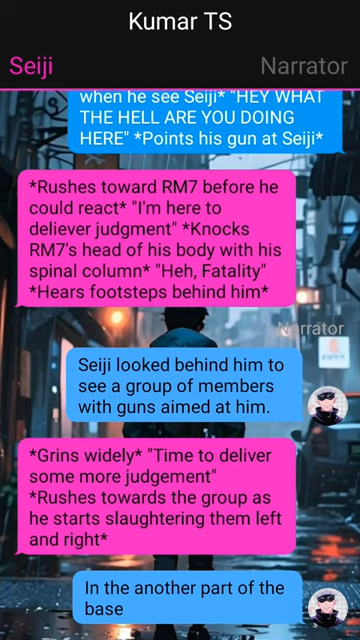 Kumar TS
Seiji
Narrator
when he see Seiji* "HEY WHAT
THE HELL ARE YOU DOING
HERE" *Points his gun at Seiji*
*Rushes toward RM7 before he
could react* "I'm here to
deliever judgment" *Knocks
RM7's head of his body with his
spinal column* "Heh, Fatality"
*Hears footsteps behind him*
Narrator
Seiji looked behind him to
see a group of members
with guns aimed at him.
*Grins widely* "Time to deliver
some more judgement"
*Rushes towards the group as
he starts slaughtering them left
and right*
In the another part of the
base